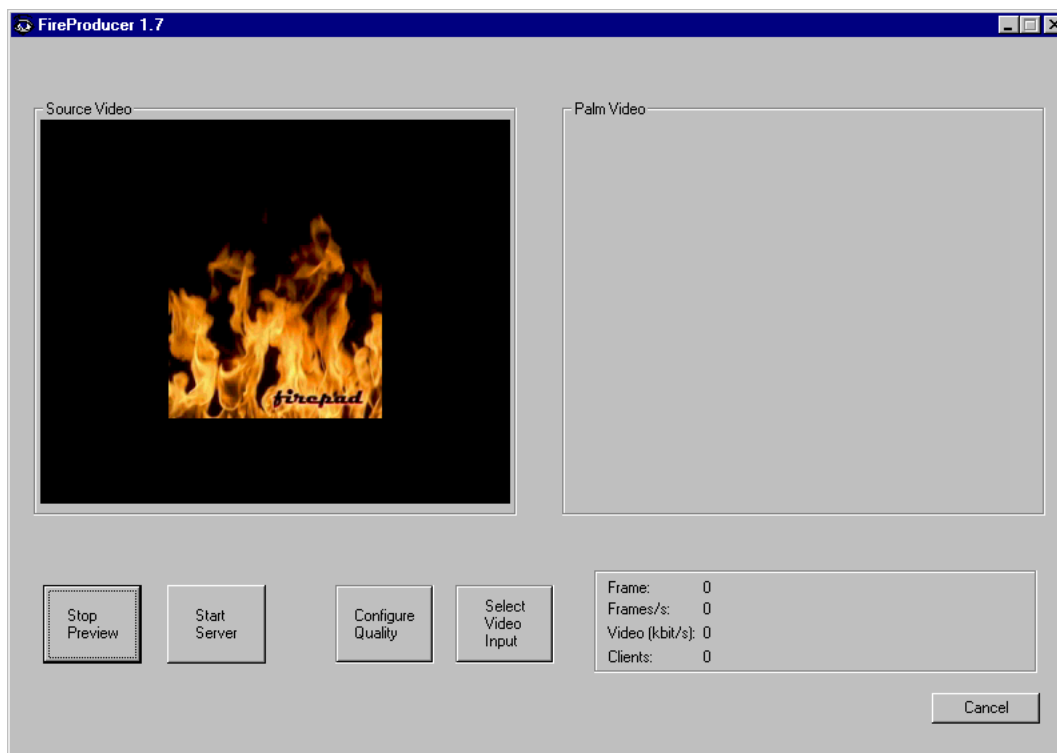 FireProducer 1.7
Source Video
Palm Video
firepad
Stop
Preview
Start
Server
Configure
Quality
Select
Video
Input
Frame: 0
Frames/s: 0
Video (kbit/s): 0
Clients: 0
Cancel